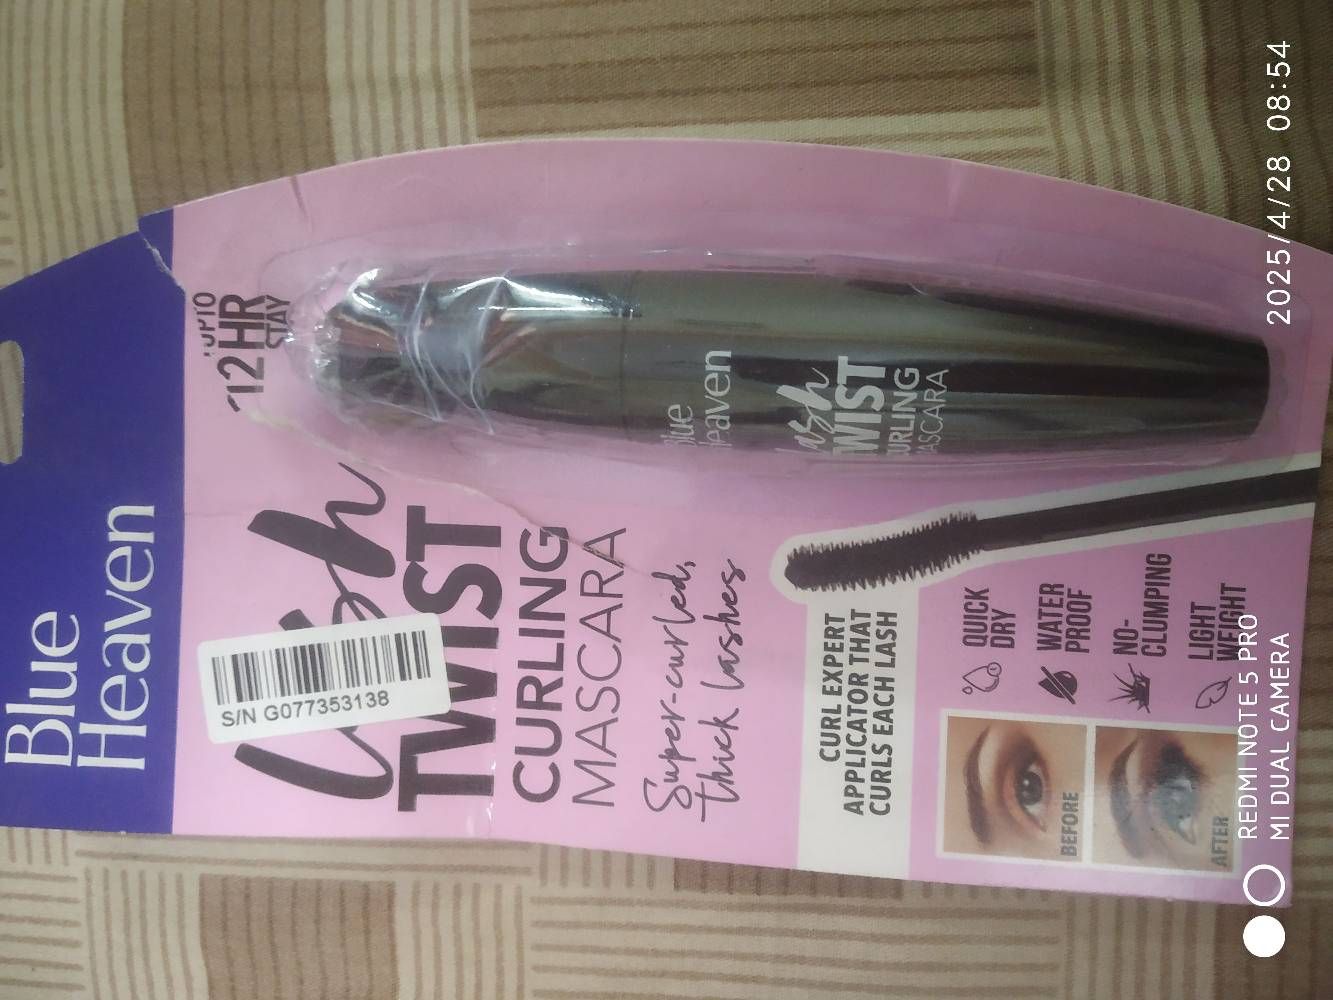 Blue
Heaven
UPTO
12HR
STAY
S/N G077353138
Lash
TWIST
CURLING
MASCARA
Super-curled,
thick lashes
Blue
Heaven
Lash
TWIST
CURLING
MASCARA
CURL EXPERT
APPLICATOR THAT
CURLS EACH LASH
QUICK
DRY
WATER
PROOF
NO-
CLUMPING
LIGHT
WEIGHT
BEFORE
AFTER
REDMI NOTE 5 PRO
MI DUAL CAMERA
2025/4/28 08:54